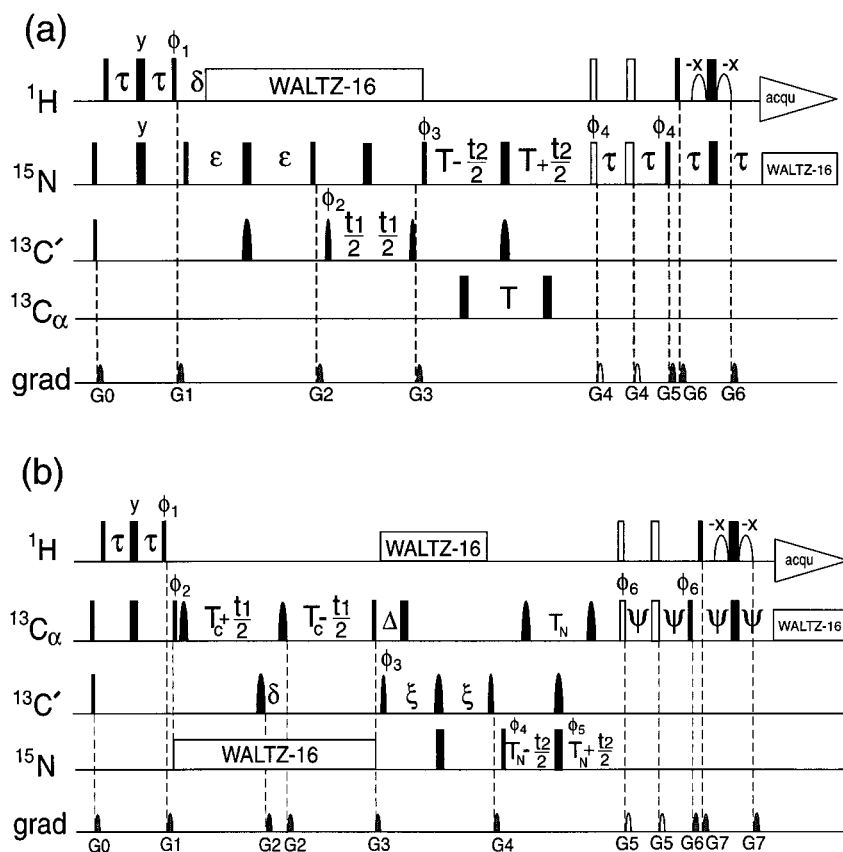 (a)
y ϕ1 -x -x
1H τ τ δ WALTZ-16 acqu
y ϕ3 ϕ4 ϕ4
15N ε ε T- t2/2 T+ t2/2 τ τ τ τ WALTZ-16
ϕ2
13C′ t1/2 t1/2
13Cα T
grad
G0 G1 G2 G3 G4 G4 G5 G6 G6
(b)
y ϕ1 -x -x
1H τ τ WALTZ-16 acqu
ϕ2 ϕ6 ϕ6
13Cα Tc+ t1/2 Tc- t1/2 Δ TN ψ ψ ψ ψ WALTZ-16
ϕ3
13C′ δ ξ ξ
ϕ4 ϕ5
15N WALTZ-16 TN- t2/2 TN+ t2/2
grad
G0 G1 G2 G2 G3 G4 G5 G5 G6 G7 G7